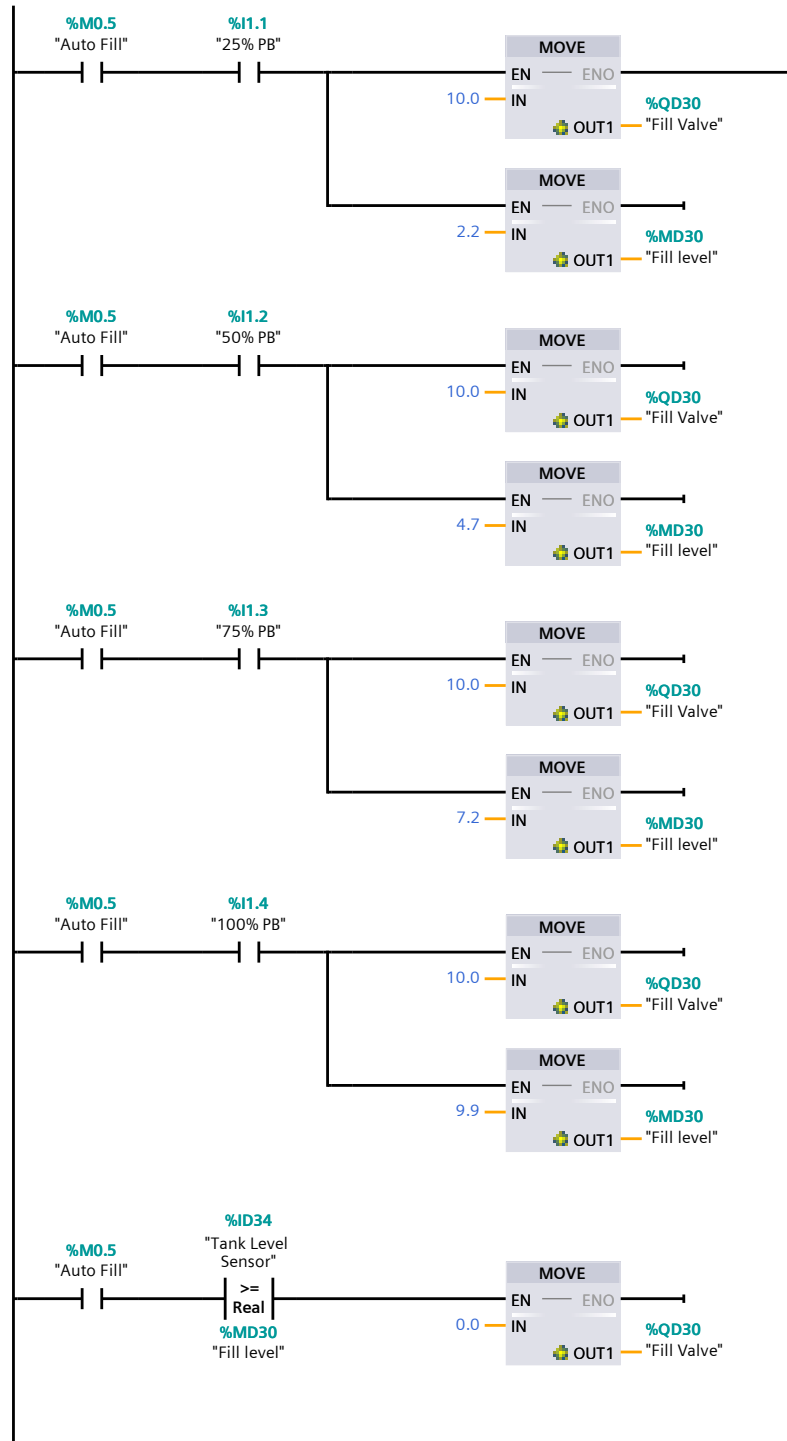 %M0.5 %I1.1
"Auto Fill" "25% PB"
MOVE
EN ENO
10.0 IN
%QD30
OUT1 "Fill Valve"
MOVE
EN ENO
2.2 IN
%MD30
OUT1 "Fill level"
%M0.5 %I1.2
"Auto Fill" "50% PB"
MOVE
EN ENO
10.0 IN
%QD30
OUT1 "Fill Valve"
MOVE
EN ENO
4.7 IN
%MD30
OUT1 "Fill level"
%M0.5 %I1.3
"Auto Fill" "75% PB"
MOVE
EN ENO
10.0 IN
%QD30
OUT1 "Fill Valve"
MOVE
EN ENO
7.2 IN
%MD30
OUT1 "Fill level"
%M0.5 %I1.4
"Auto Fill" "100% PB"
MOVE
EN ENO
10.0 IN
%QD30
OUT1 "Fill Valve"
MOVE
EN ENO
9.9 IN
%MD30
OUT1 "Fill level"
%ID34
"Tank Level
Sensor"
%M0.5
"Auto Fill"
>=
Real
%MD30
"Fill level"
MOVE
EN ENO
0.0 IN
%QD30
OUT1 "Fill Valve"